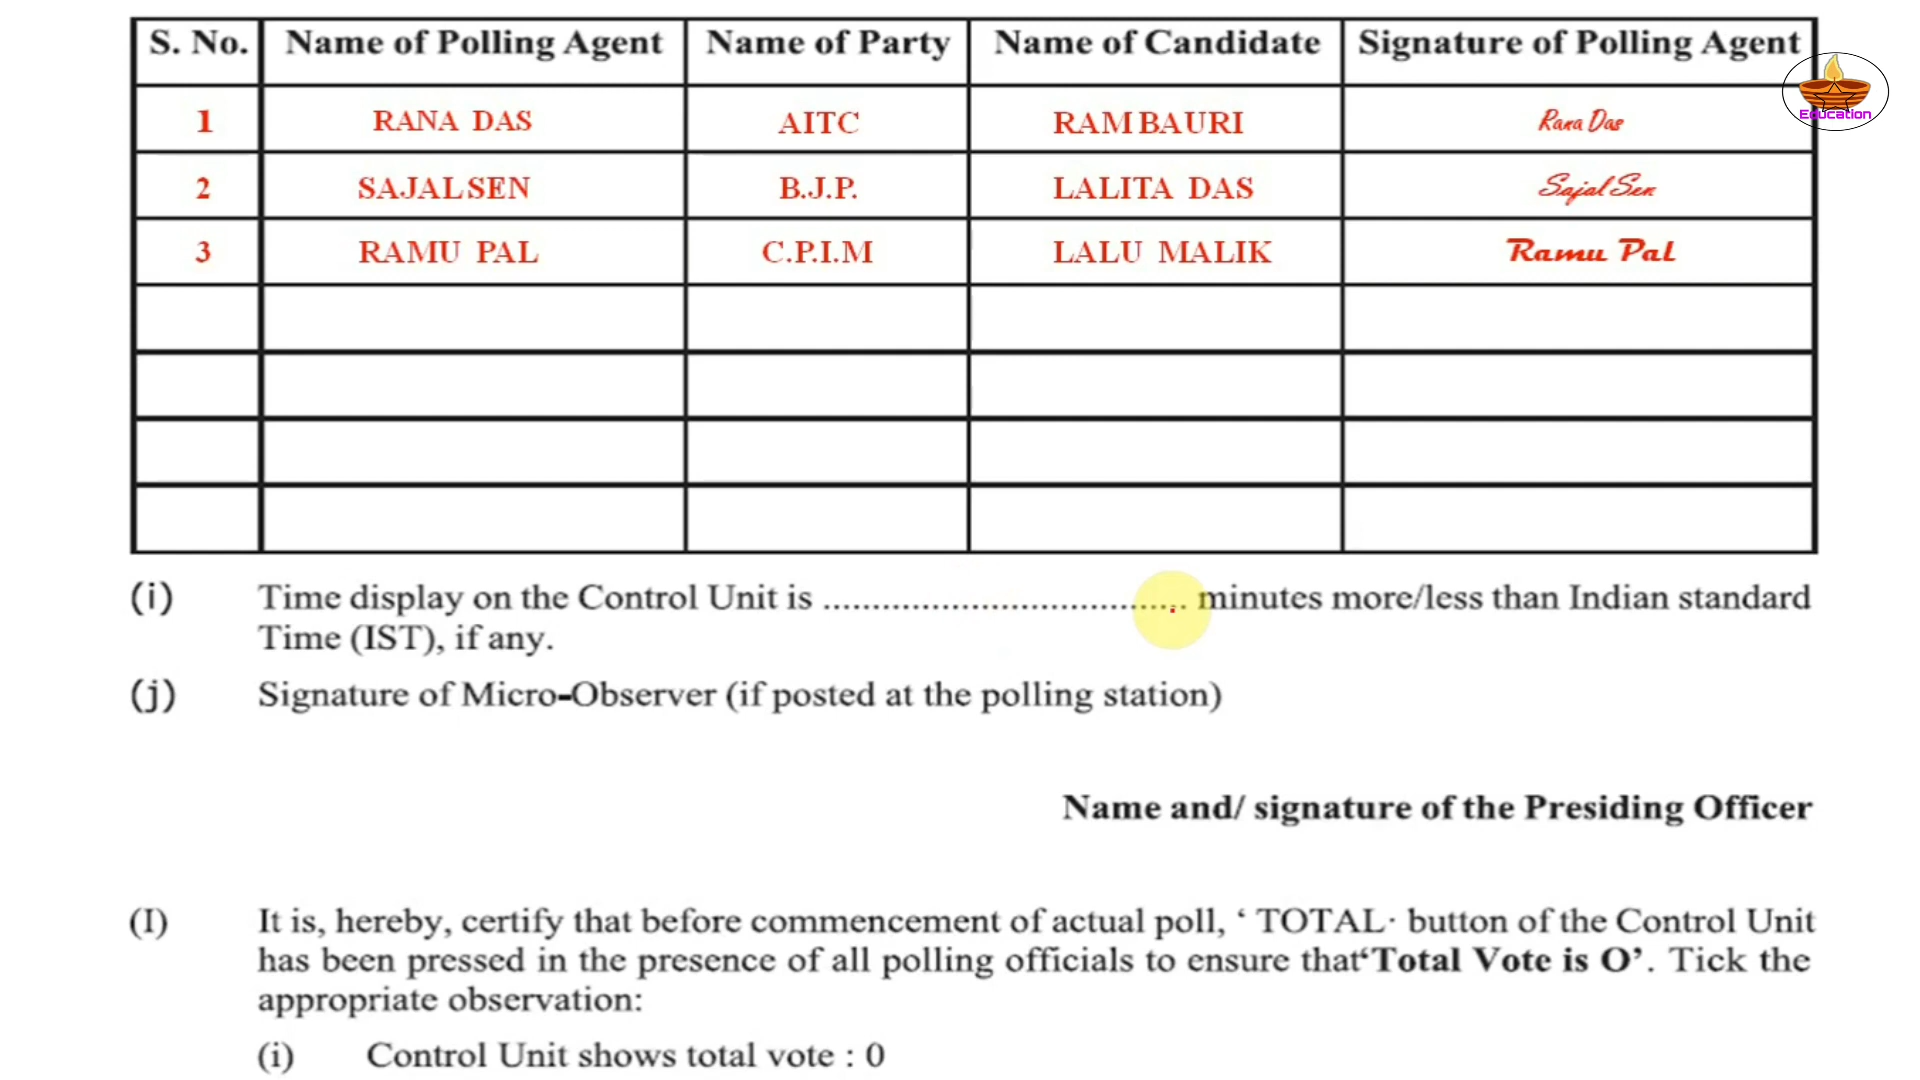 S. No. Name of Polling Agent Name of Party Name of Candidate Signature of Polling Agent
Education
1 RANA DAS AITC RAM BAURI Rana Das
2 SAJAL SEN B.J.P. LALITA DAS Sajal Sen
3 RAMU PAL C.P.I.M LALU MALIK Ramu Pal
(i) Time display on the Control Unit is .................................... minutes more/less than Indian standard
Time (IST), if any.
(j) Signature of Micro-Observer (if posted at the polling station)
Name and/ signature of the Presiding Officer
(I) It is, hereby, certify that before commencement of actual poll, ‘ TOTAL· button of the Control Unit
has been pressed in the presence of all polling officials to ensure that‘Total Vote is O’. Tick the
appropriate observation:
(i) Control Unit shows total vote : 0